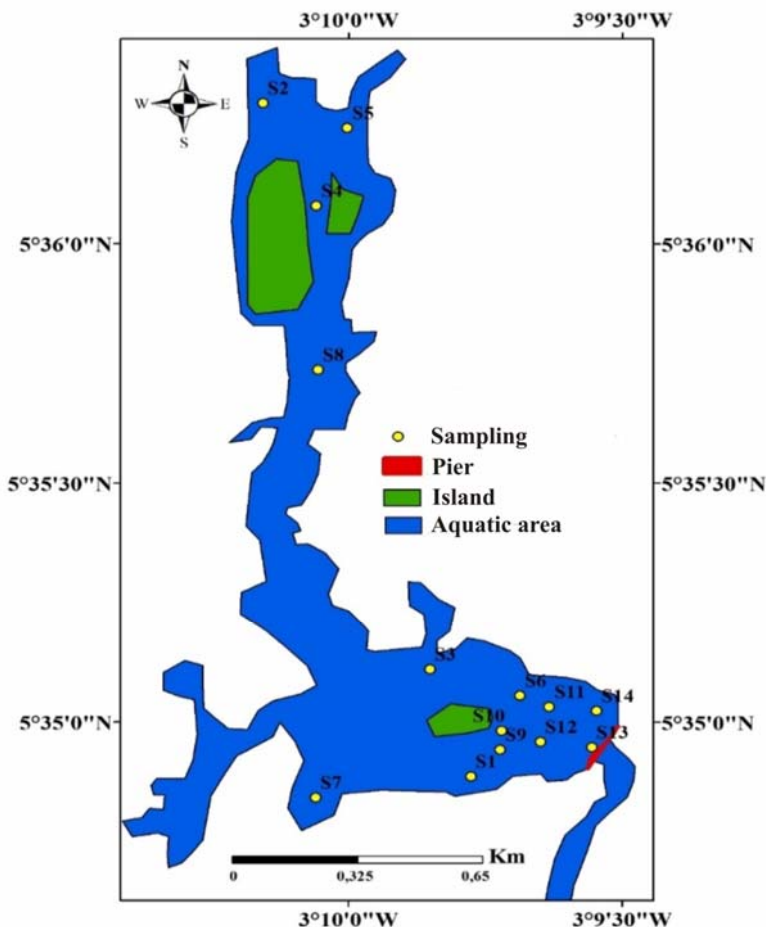 3°10'0"W 3°9'30"W
N
W E
S
S2
S5
S4
5°36'0"N 5°36'0"N
S8
Sampling
Pier
Island
Aquatic area
5°35'30"N 5°35'30"N
S3
S6
S11
S14
S10
5°35'0"N 5°35'0"N
S12
S9
S13
S1
S7
Km
0 0,325 0,65
3°10'0"W 3°9'30"W